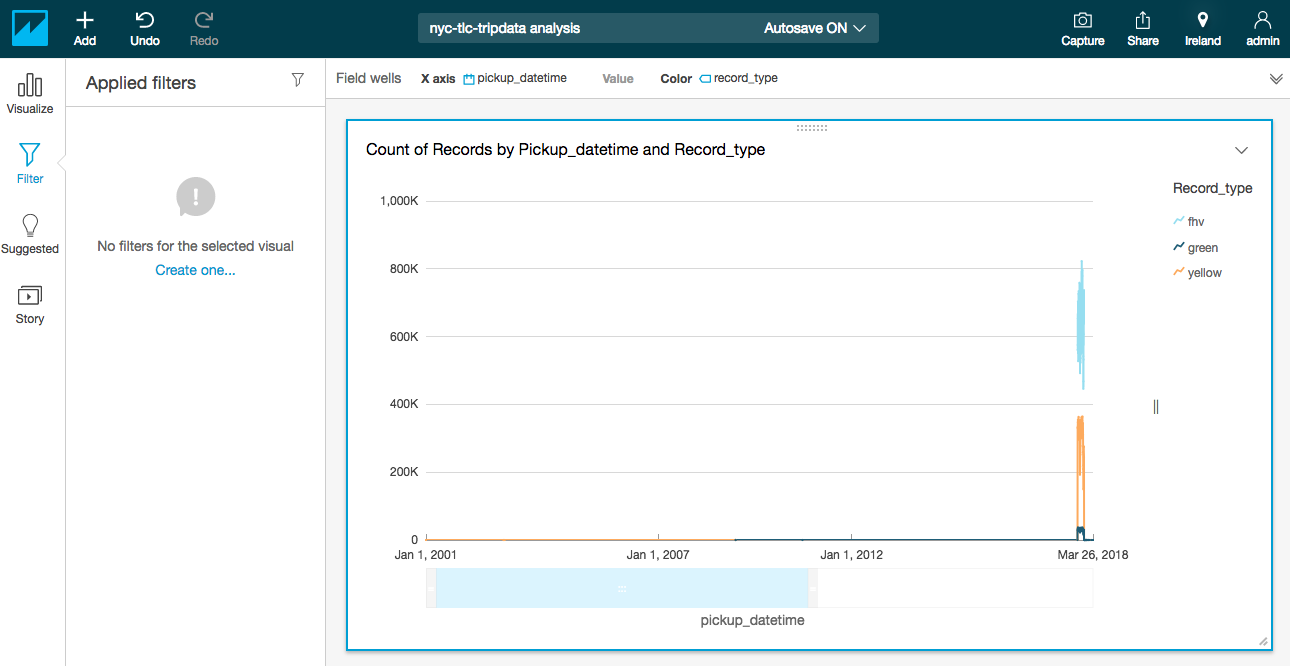 Add
Undo
Redo
nyc-tlc-tripdata analysis
Autosave ON
Capture
Share
Ireland
admin
Visualize
Filter
Suggested
Story
Applied filters
No filters for the selected visual
Create one...
Field wells X axis pickup_datetime Value Color record_type
Count of Records by Pickup_datetime and Record_type
1,000K
800K
600K
400K
200K
0
Jan 1, 2001 Jan 1, 2007 Jan 1, 2012 Mar 26, 2018
pickup_datetime
Record_type
fhv
green
yellow